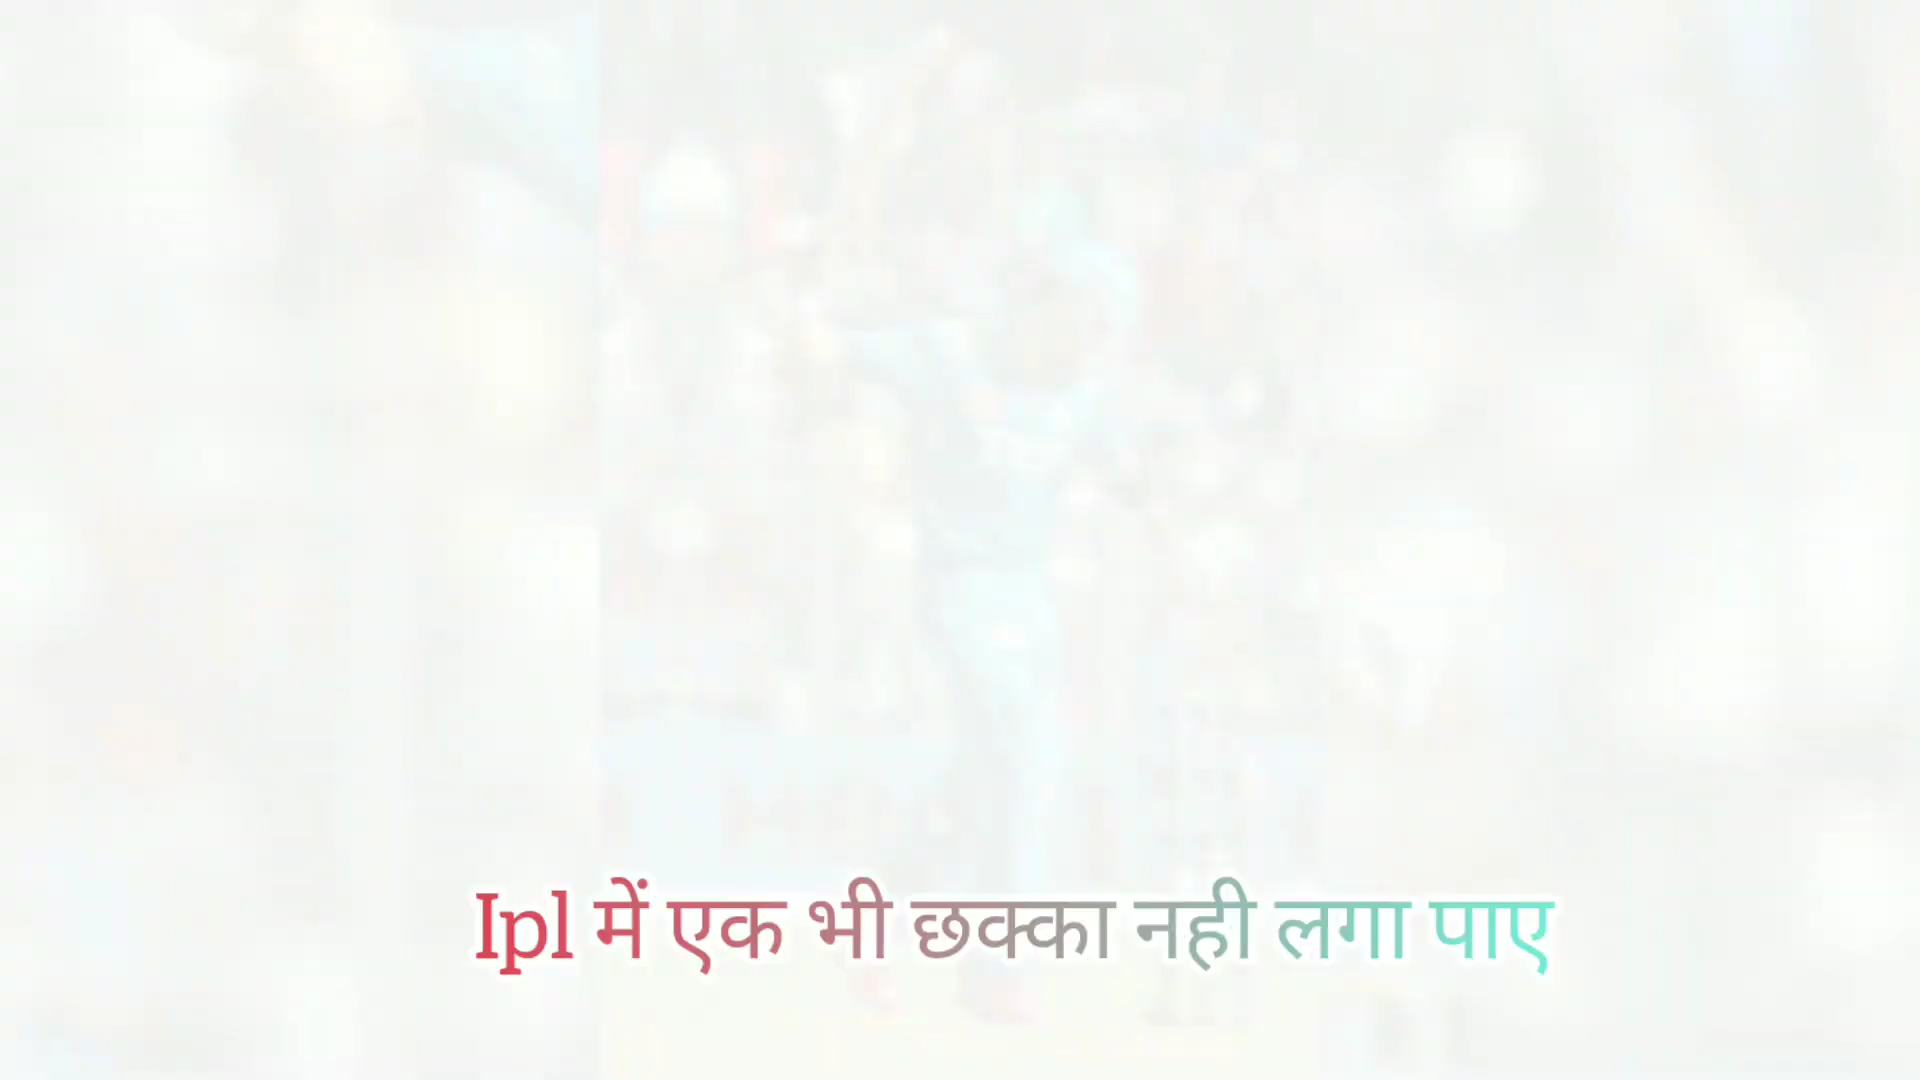 Ipl में एक भी छक्का नही लगा पाए